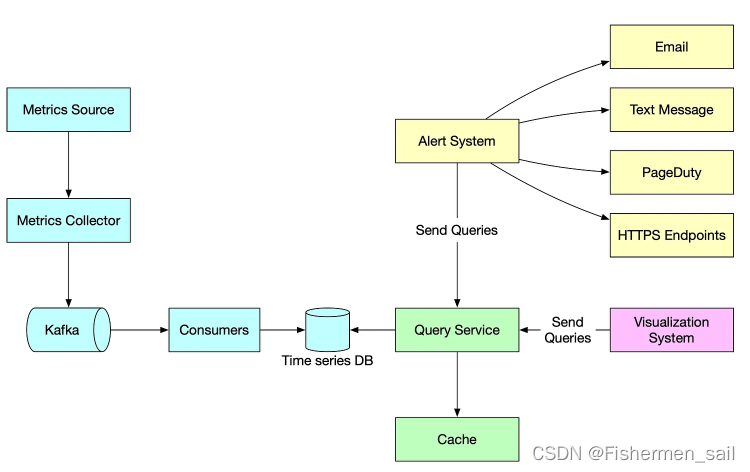 Email
Metrics Source
Text Message
Alert System
PageDuty
Metrics Collector
Send Queries
HTTPS Endpoints
Kafka
Consumers
Time series DB
Query Service
Send
Queries
Visualization
System
Cache
CSDN @Fishermen_sail